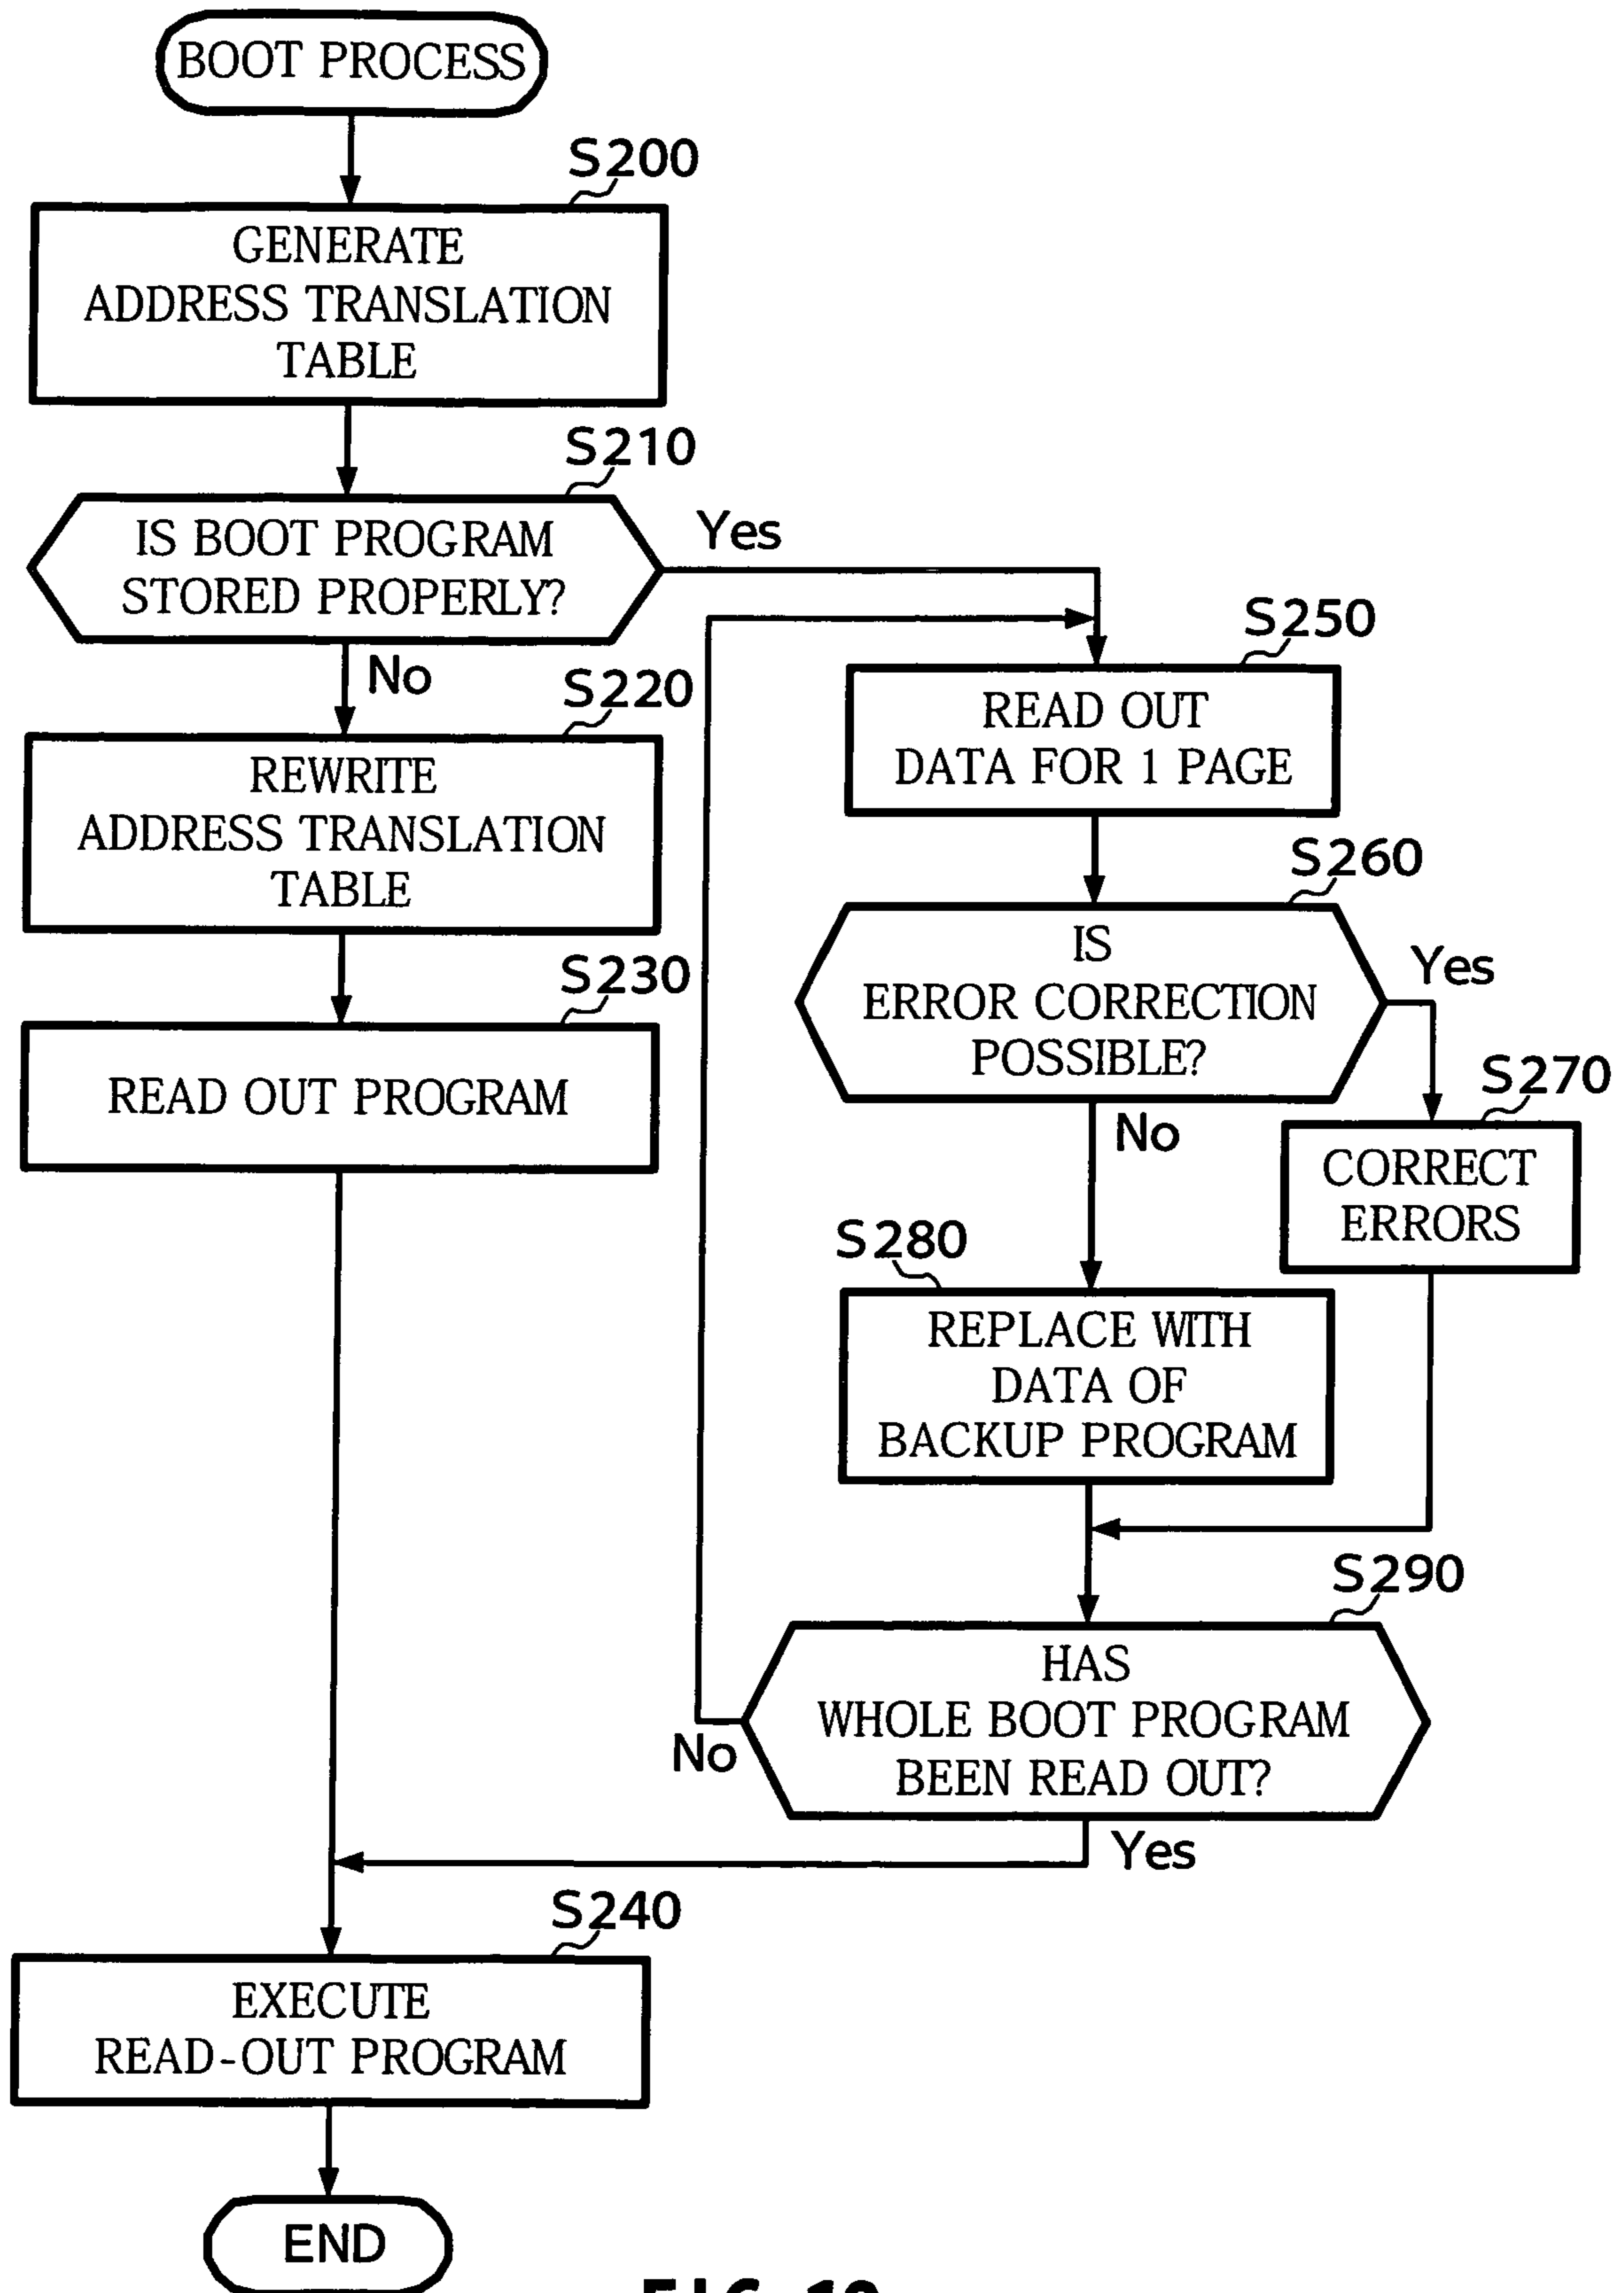 BOOT PROCESS
S200
GENERATE
ADDRESS TRANSLATION
TABLE
S210
IS BOOT PROGRAM
STORED PROPERLY?
Yes
No
S220
REWRITE
ADDRESS TRANSLATION
TABLE
S230
READ OUT PROGRAM
S250
READ OUT
DATA FOR 1 PAGE
S260
IS
ERROR CORRECTION
POSSIBLE?
Yes
No
S270
CORRECT
ERRORS
S280
REPLACE WITH
DATA OF
BACKUP PROGRAM
S290
HAS
WHOLE BOOT PROGRAM
BEEN READ OUT?
No
Yes
S240
EXECUTE
READ-OUT PROGRAM
END